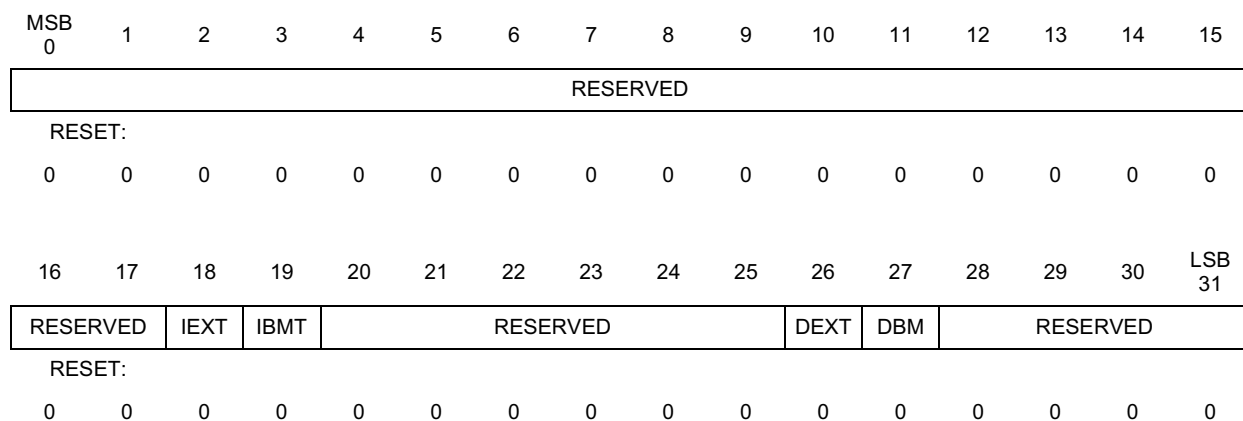 MSB
0 1 2 3 4 5 6 7 8 9 10 11 12 13 14 15
RESERVED
RESET:
0 0 0 0 0 0 0 0 0 0 0 0 0 0 0 0
16 17 18 19 20 21 22 23 24 25 26 27 28 29 30 LSB
31
RESERVED IEXT IBMT RESERVED DEXT DBM RESERVED
RESET:
0 0 0 0 0 0 0 0 0 0 0 0 0 0 0 0